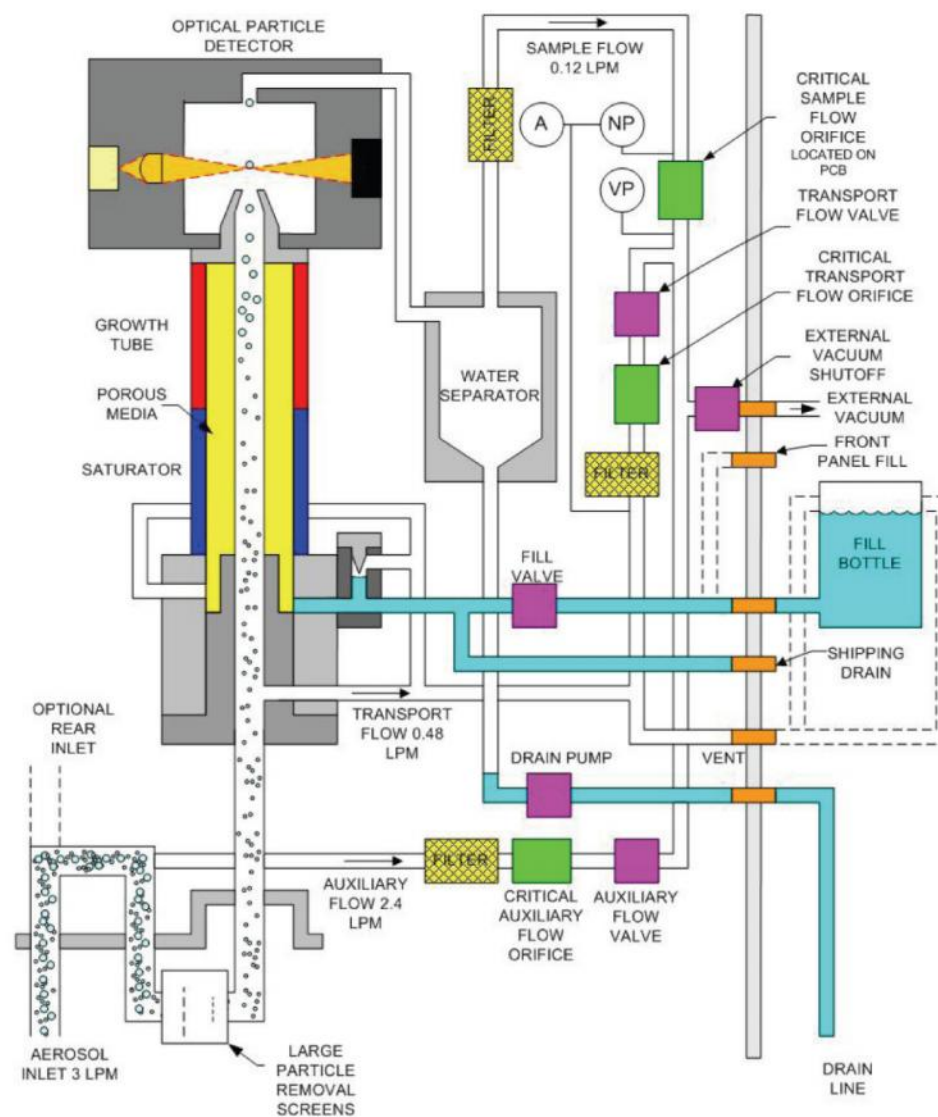 OPTICAL PARTICLE
DETECTOR
SAMPLE FLOW
0.12 LPM
CRITICAL
SAMPLE
FLOW
ORIFICE
LOCATED ON
PCB
FILTER
A
NP
VP
TRANSPORT
FLOW VALVE
CRITICAL
TRANSPORT
FLOW ORIFICE
GROWTH
TUBE
POROUS
MEDIA
SATURATOR
WATER
SEPARATOR
EXTERNAL
VACUUM
SHUTOFF
EXTERNAL
VACUUM
FRONT
PANEL FILL
FILTER
FILL
VALVE
FILL
BOTTLE
SHIPPING
DRAIN
OPTIONAL
REAR
INLET
TRANSPORT
FLOW 0.48
LPM
DRAIN PUMP
VENT
FILTER
AUXILIARY
FLOW 2.4
LPM
CRITICAL
AUXILIARY
FLOW
ORIFICE
AUXILIARY
FLOW
VALVE
AEROSOL
INLET 3 LPM
LARGE
PARTICLE
REMOVAL
SCREENS
DRAIN
LINE